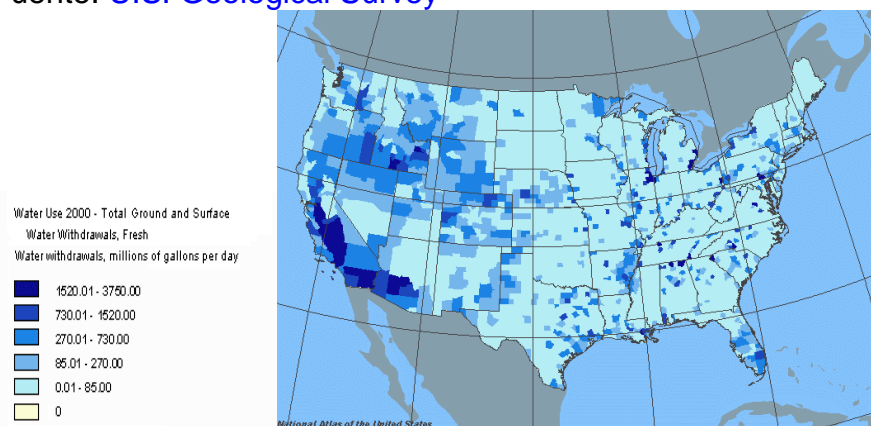 U.S. Geological Survey
Water Use 2000 - Total Ground and Surface
Water Withdrawals, Fresh
Water withdrawals, millions of gallons per day
1520.01 - 3750.00
730.01 - 1520.00
270.01 - 730.00
85.01 - 270.00
0.01 - 85.00
0
National Atlas of the United States